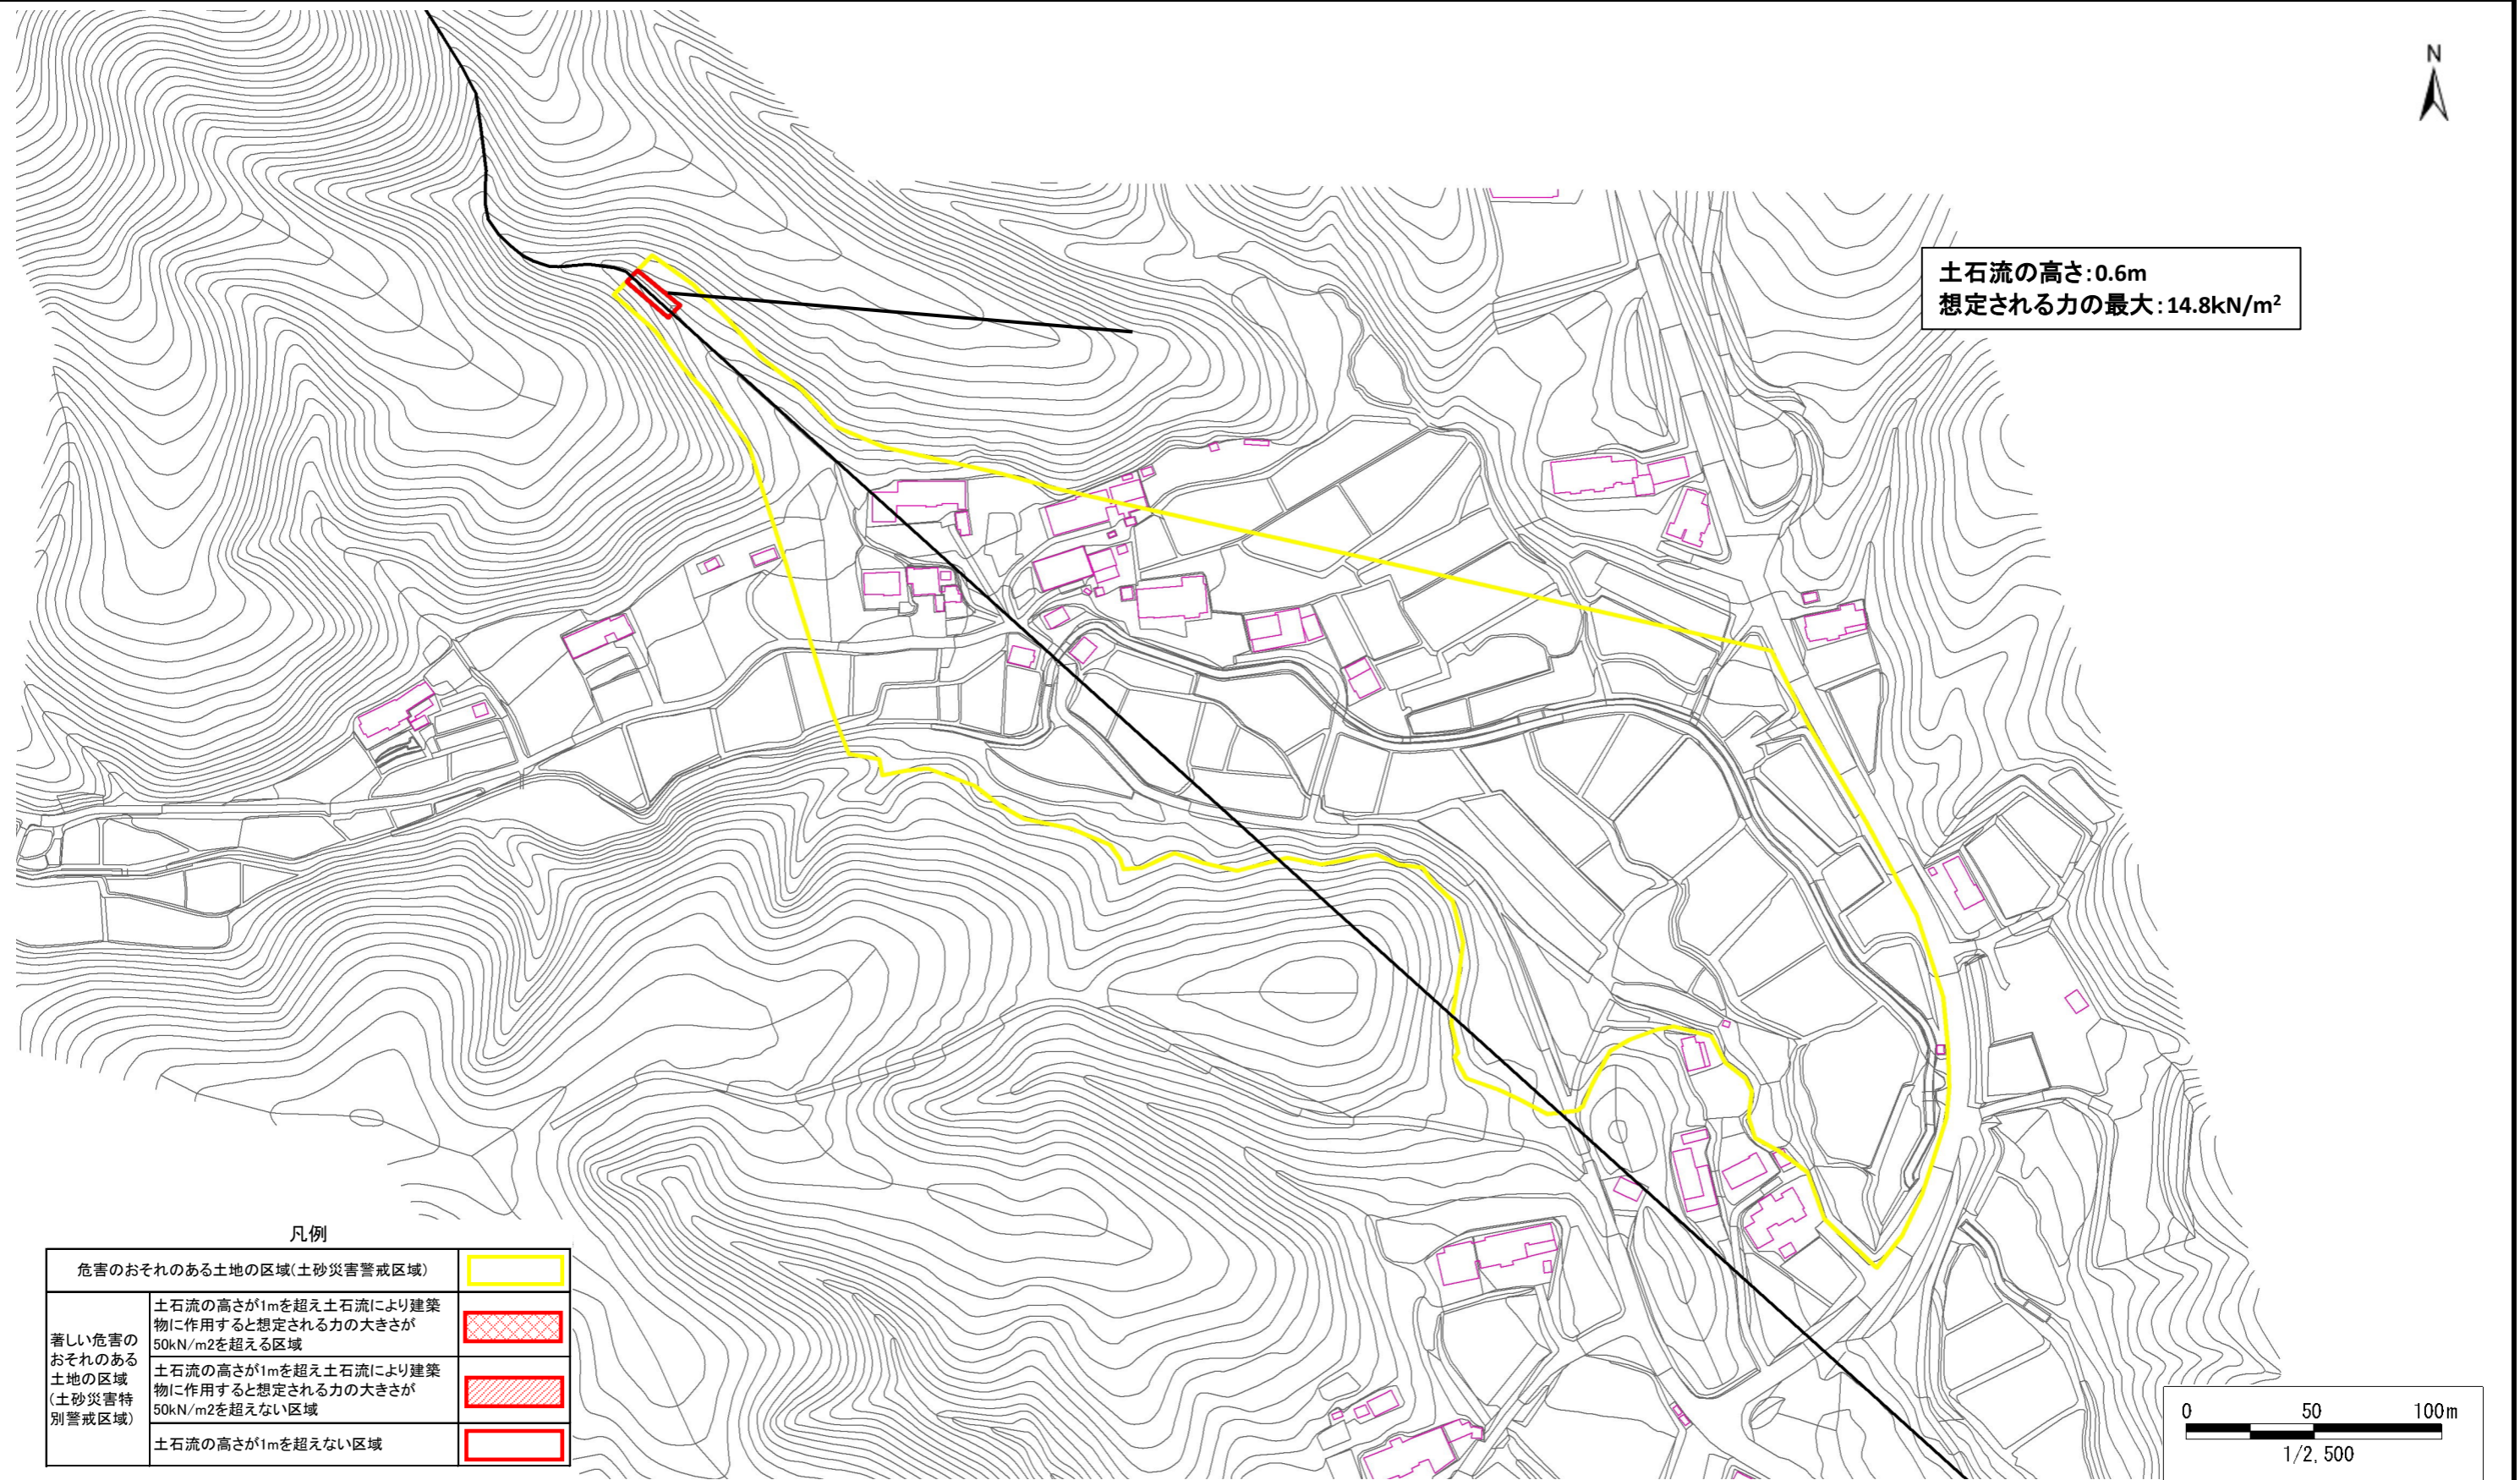 N
土石流の高さ:0.6m
想定される力の最大:14.8kN/m²
凡例
危害のおそれのある土地の区域(土砂災害警戒区域)
著しい危害の
おそれのある
土地の区域
(土砂災害特
別警戒区域)
土石流の高さが1mを超え土石流により建築
物に作用すると想定される力の大きさが
50kN/m2を超える区域
土石流の高さが1mを超え土石流により建築
物に作用すると想定される力の大きさが
50kN/m2を超えない区域
土石流の高さが1mを超えない区域
0 50 100m
1/2,500